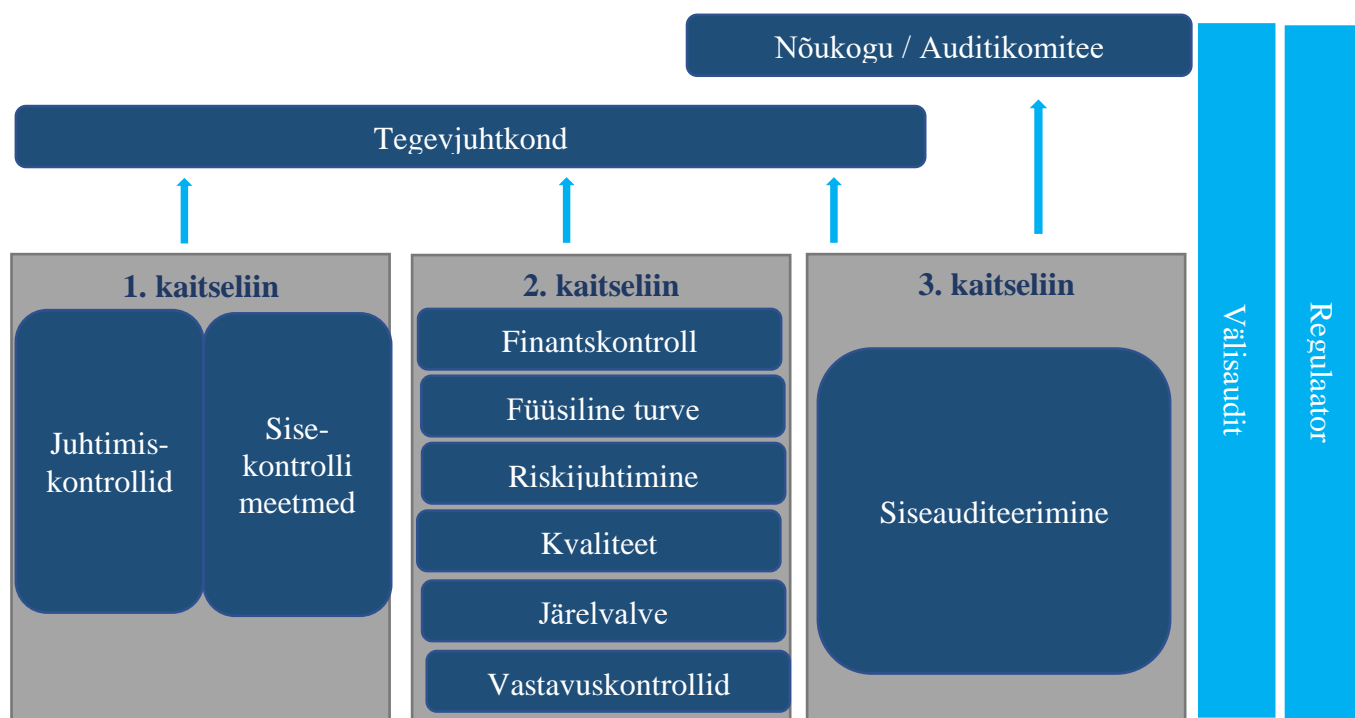 Nõukogu / Auditikomitee
Tegevjuhtkond
1. kaitseliin
Juhtimis-
kontrollid
Sise-
kontrolli
meetmed
2. kaitseliin
Finantskontroll
Füüsiline turve
Riskijuhtimine
Kvaliteet
Järelvalve
Vastavuskontrollid
3. kaitseliin
Siseauditeerimine
Välisaudit
Regulaator